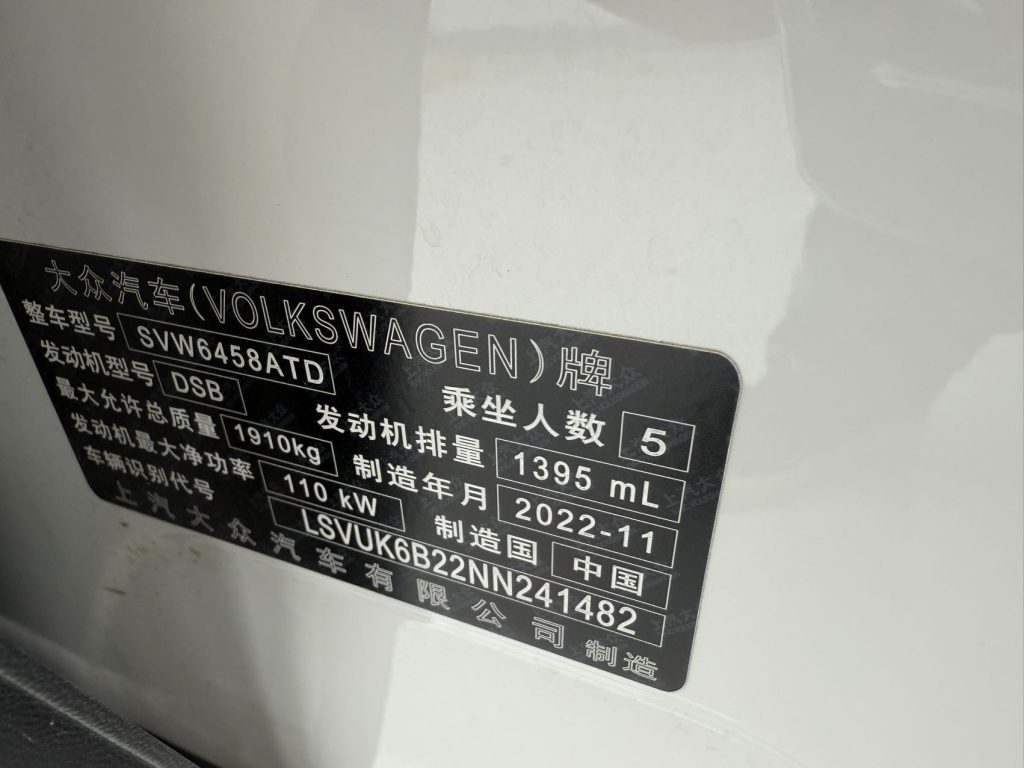 大众汽车(VOLKSWAGEN)牌
整车型号 SVW6458ATD 乘坐人数 5
发动机型号 DSB 发动机排量 1395 mL
最大允许总质量 1910kg 制造年月 2022-11
发动机最大净功率 110 kW 制造国 中国
车辆识别代号 LSVUK6B22NN241482
上汽大众汽车有限公司制造